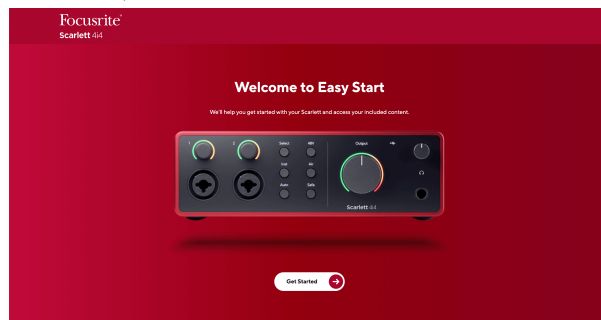 Focusrite®
Scarlett 4i4
Welcome to Easy Start
We'll help you get started with your Scarlett and access your included content.
1
2
Select
48V
Output
Inst
Air
Auto
Safe
Scarlett 4i4
Get Started